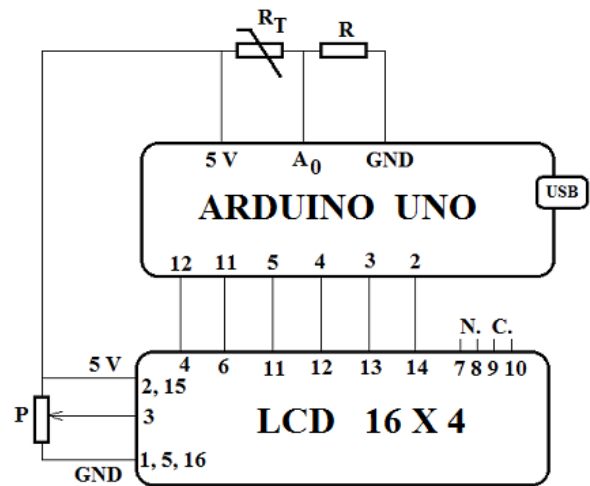 R_T R
5 V A_0 GND
ARDUINO UNO
USB
12 11 5 4 3 2
N. C.
4 6 11 12 13 14 7 8 9 10
5 V
2, 15
P 3
LCD 16 X 4
1, 5, 16
GND